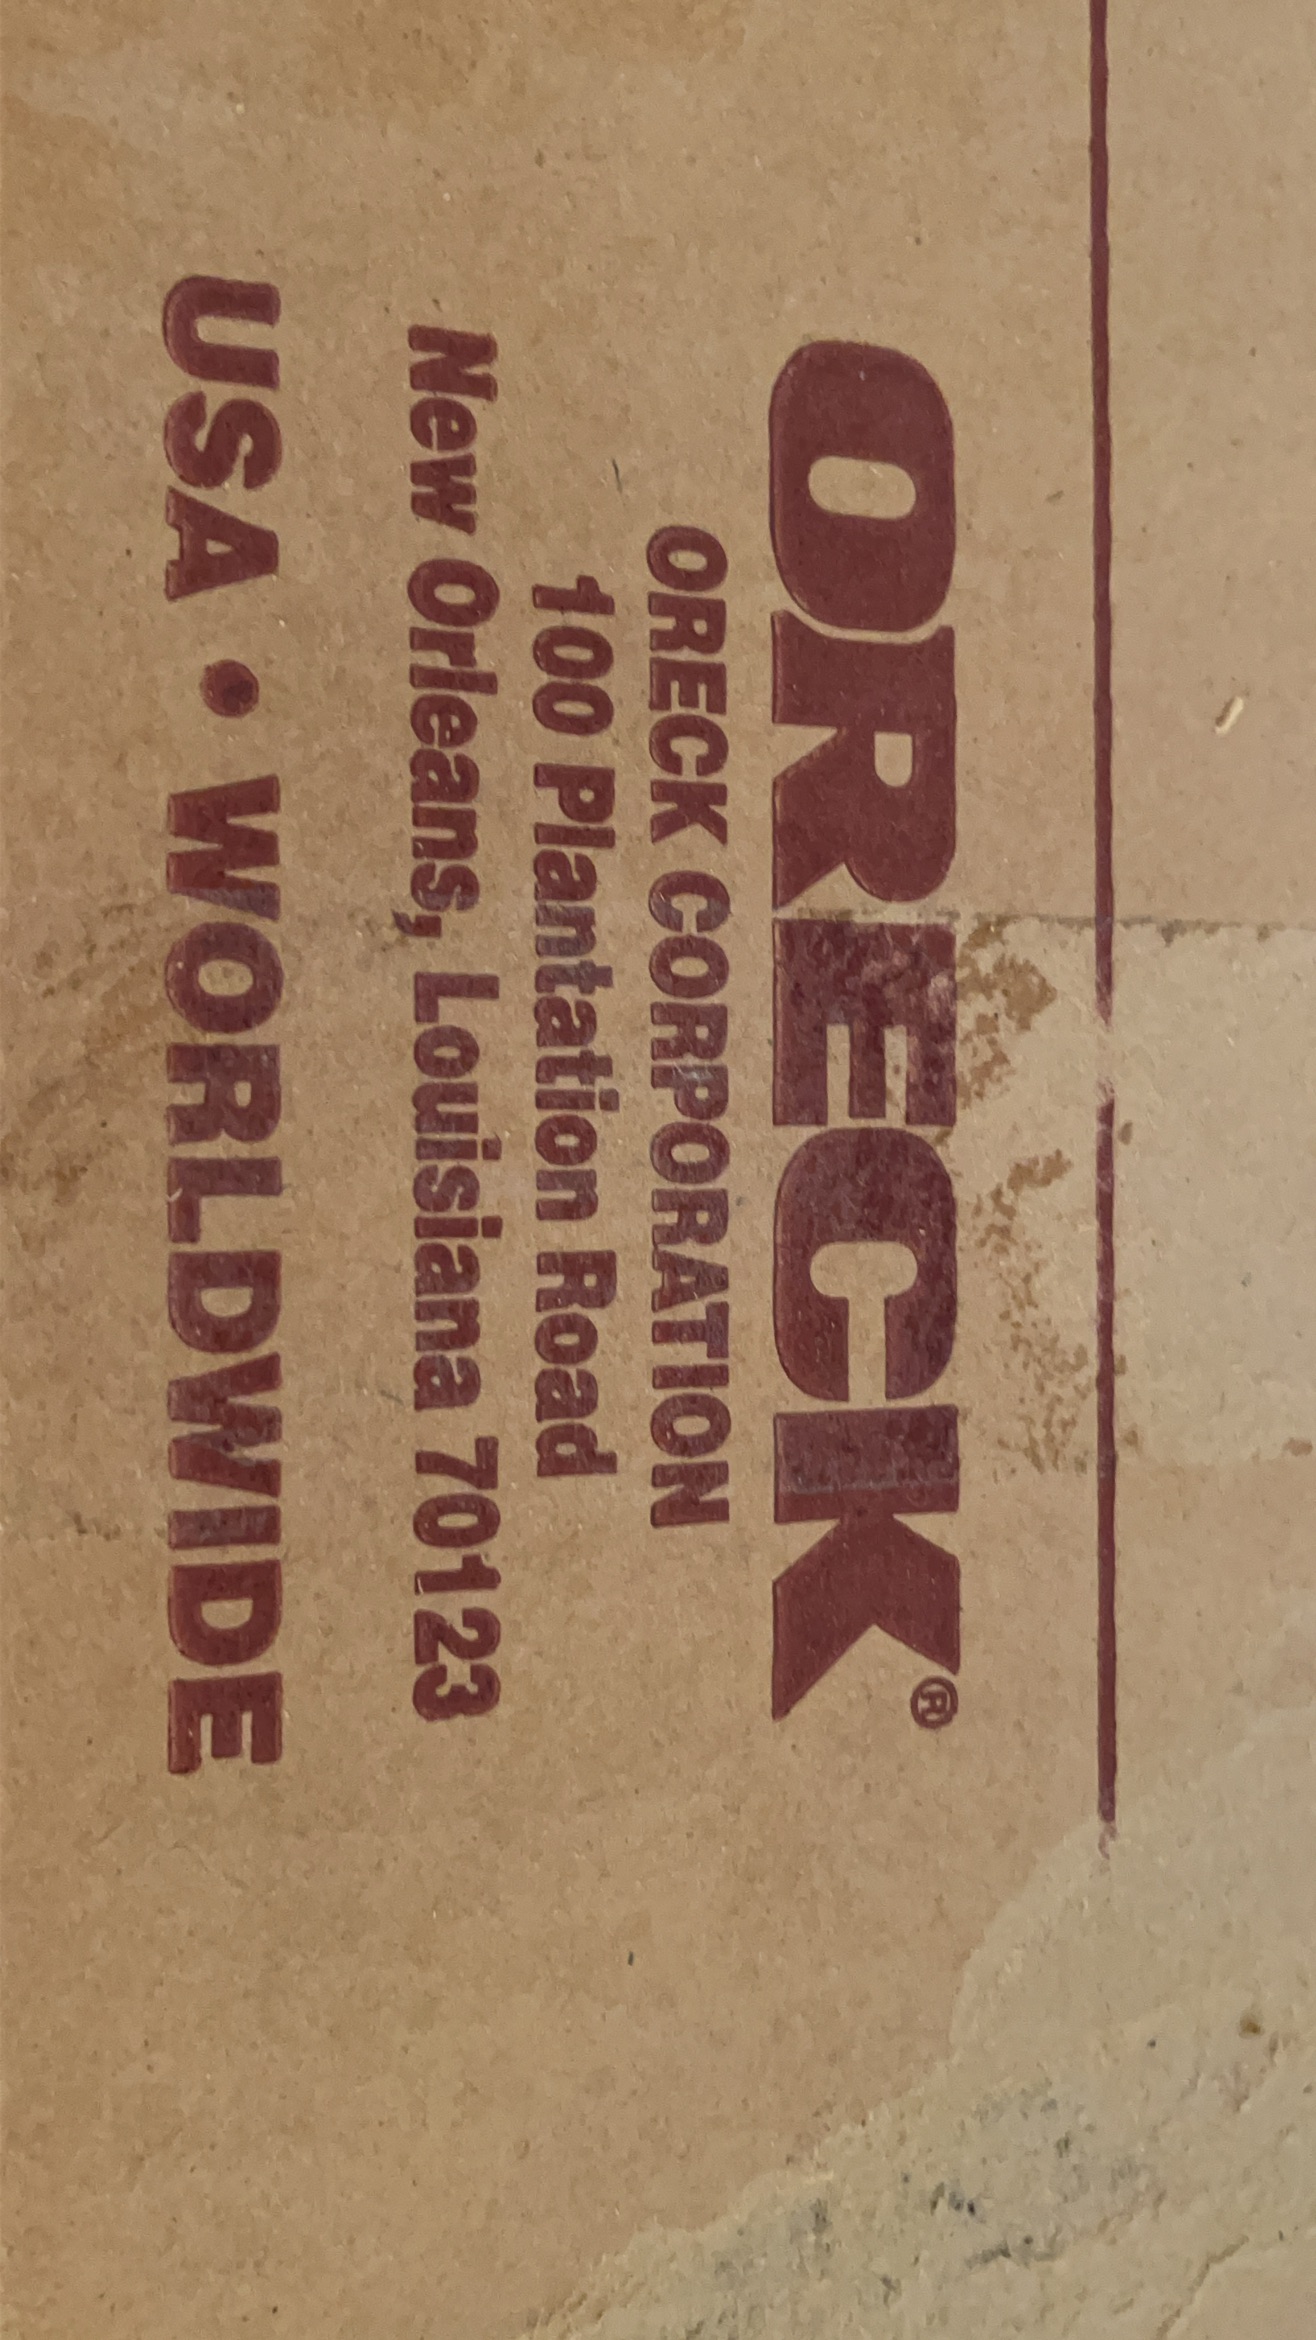 ORECK®
ORECK CORPORATION
100 Plantation Road
New Orleans, Louisiana 70123
USA • WORLDWIDE